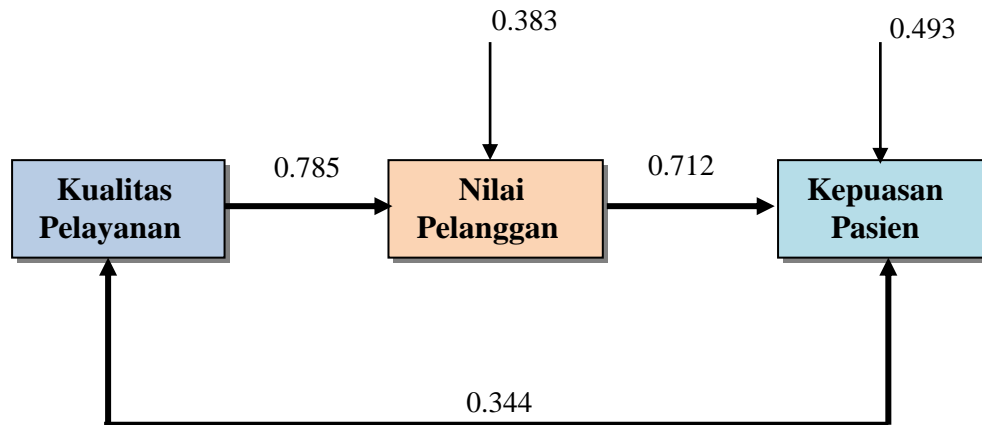 0.383
0.493
0.785
0.712
Kualitas
Pelayanan
Nilai
Pelanggan
Kepuasan
Pasien
0.344